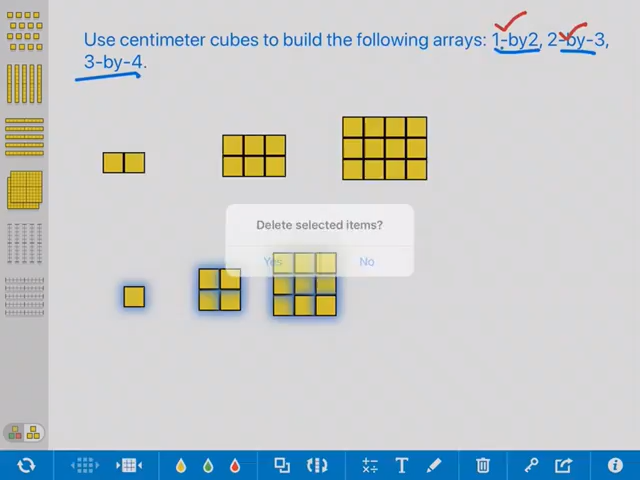 Use centimeter cubes to build the following arrays: 1-by2, 2-by-3,
3-by-4.
Delete selected items?
Yes
No
T